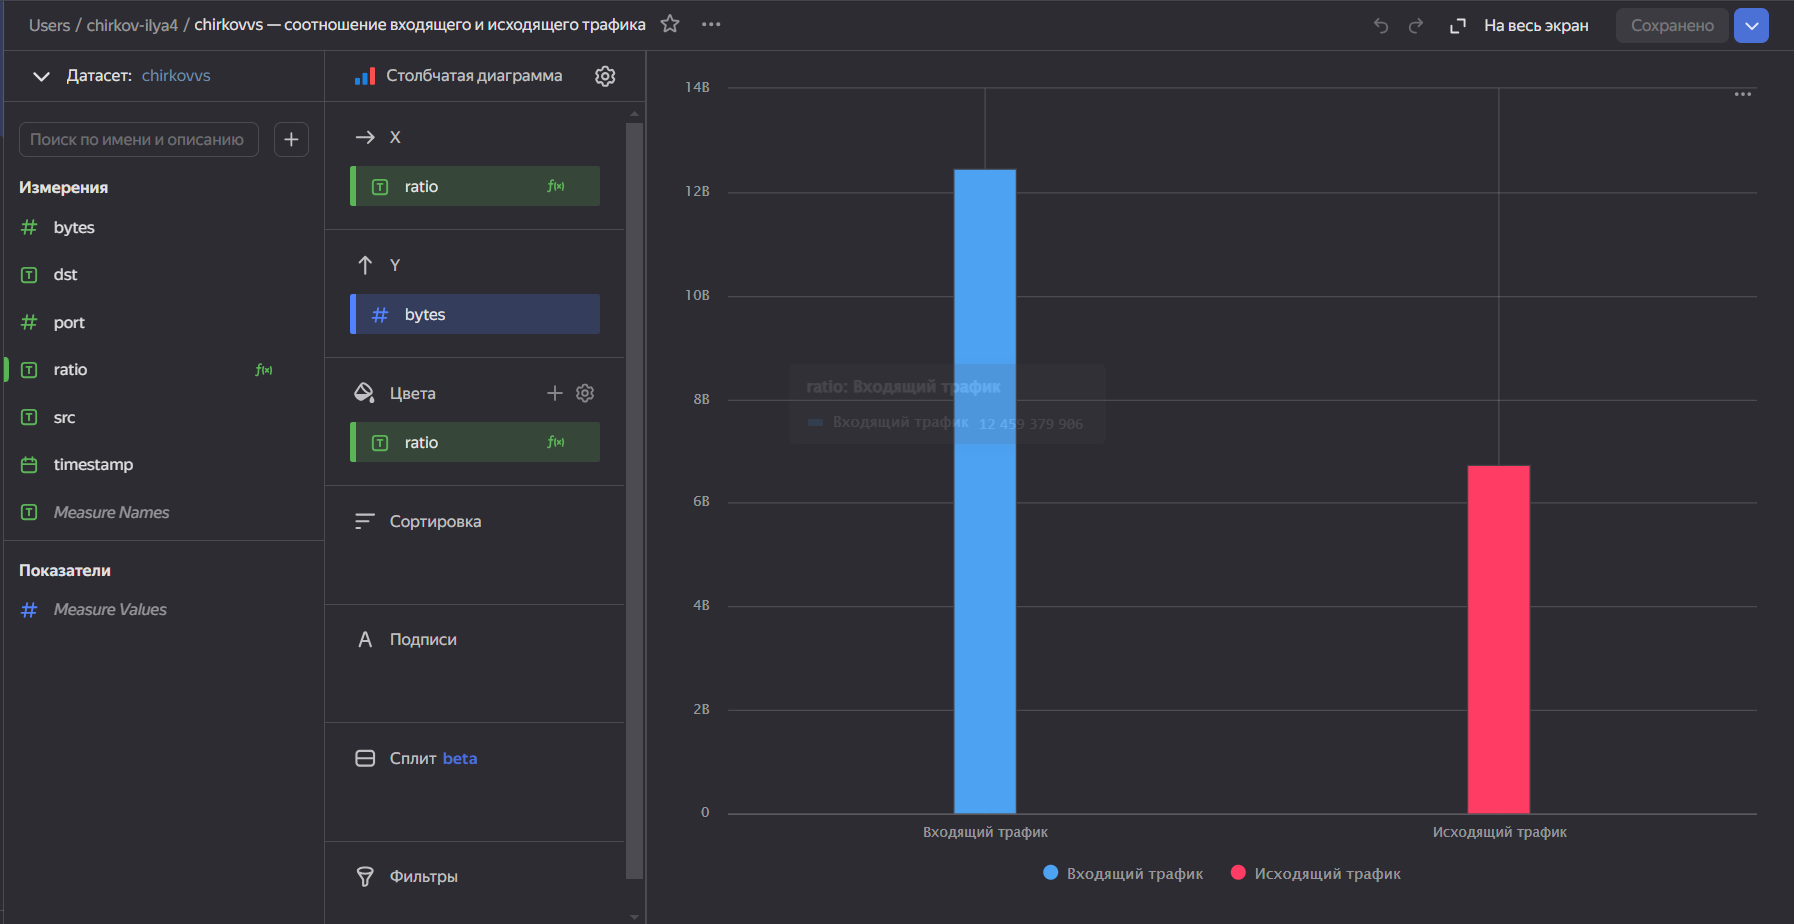 Users / chirkov-ilya4 / chirkovvs — соотношение входящего и исходящего трафика
На весь экран
Сохранено
Датасет: chirkovvs
Поиск по имени и описанию
Измерения
bytes
dst
port
ratio
src
timestamp
Measure Names
Показатели
Measure Values
Столбчатая диаграмма
X
ratio
Y
bytes
Цвета
ratio
Сортировка
Подписи
Сплит beta
Фильтры
14B
12B
10B
8B
6B
4B
2B
0
ratio: Входящий трафик
Входящий трафик 12 459 379 906
Входящий трафик
Исходящий трафик
Входящий трафик
Исходящий трафик